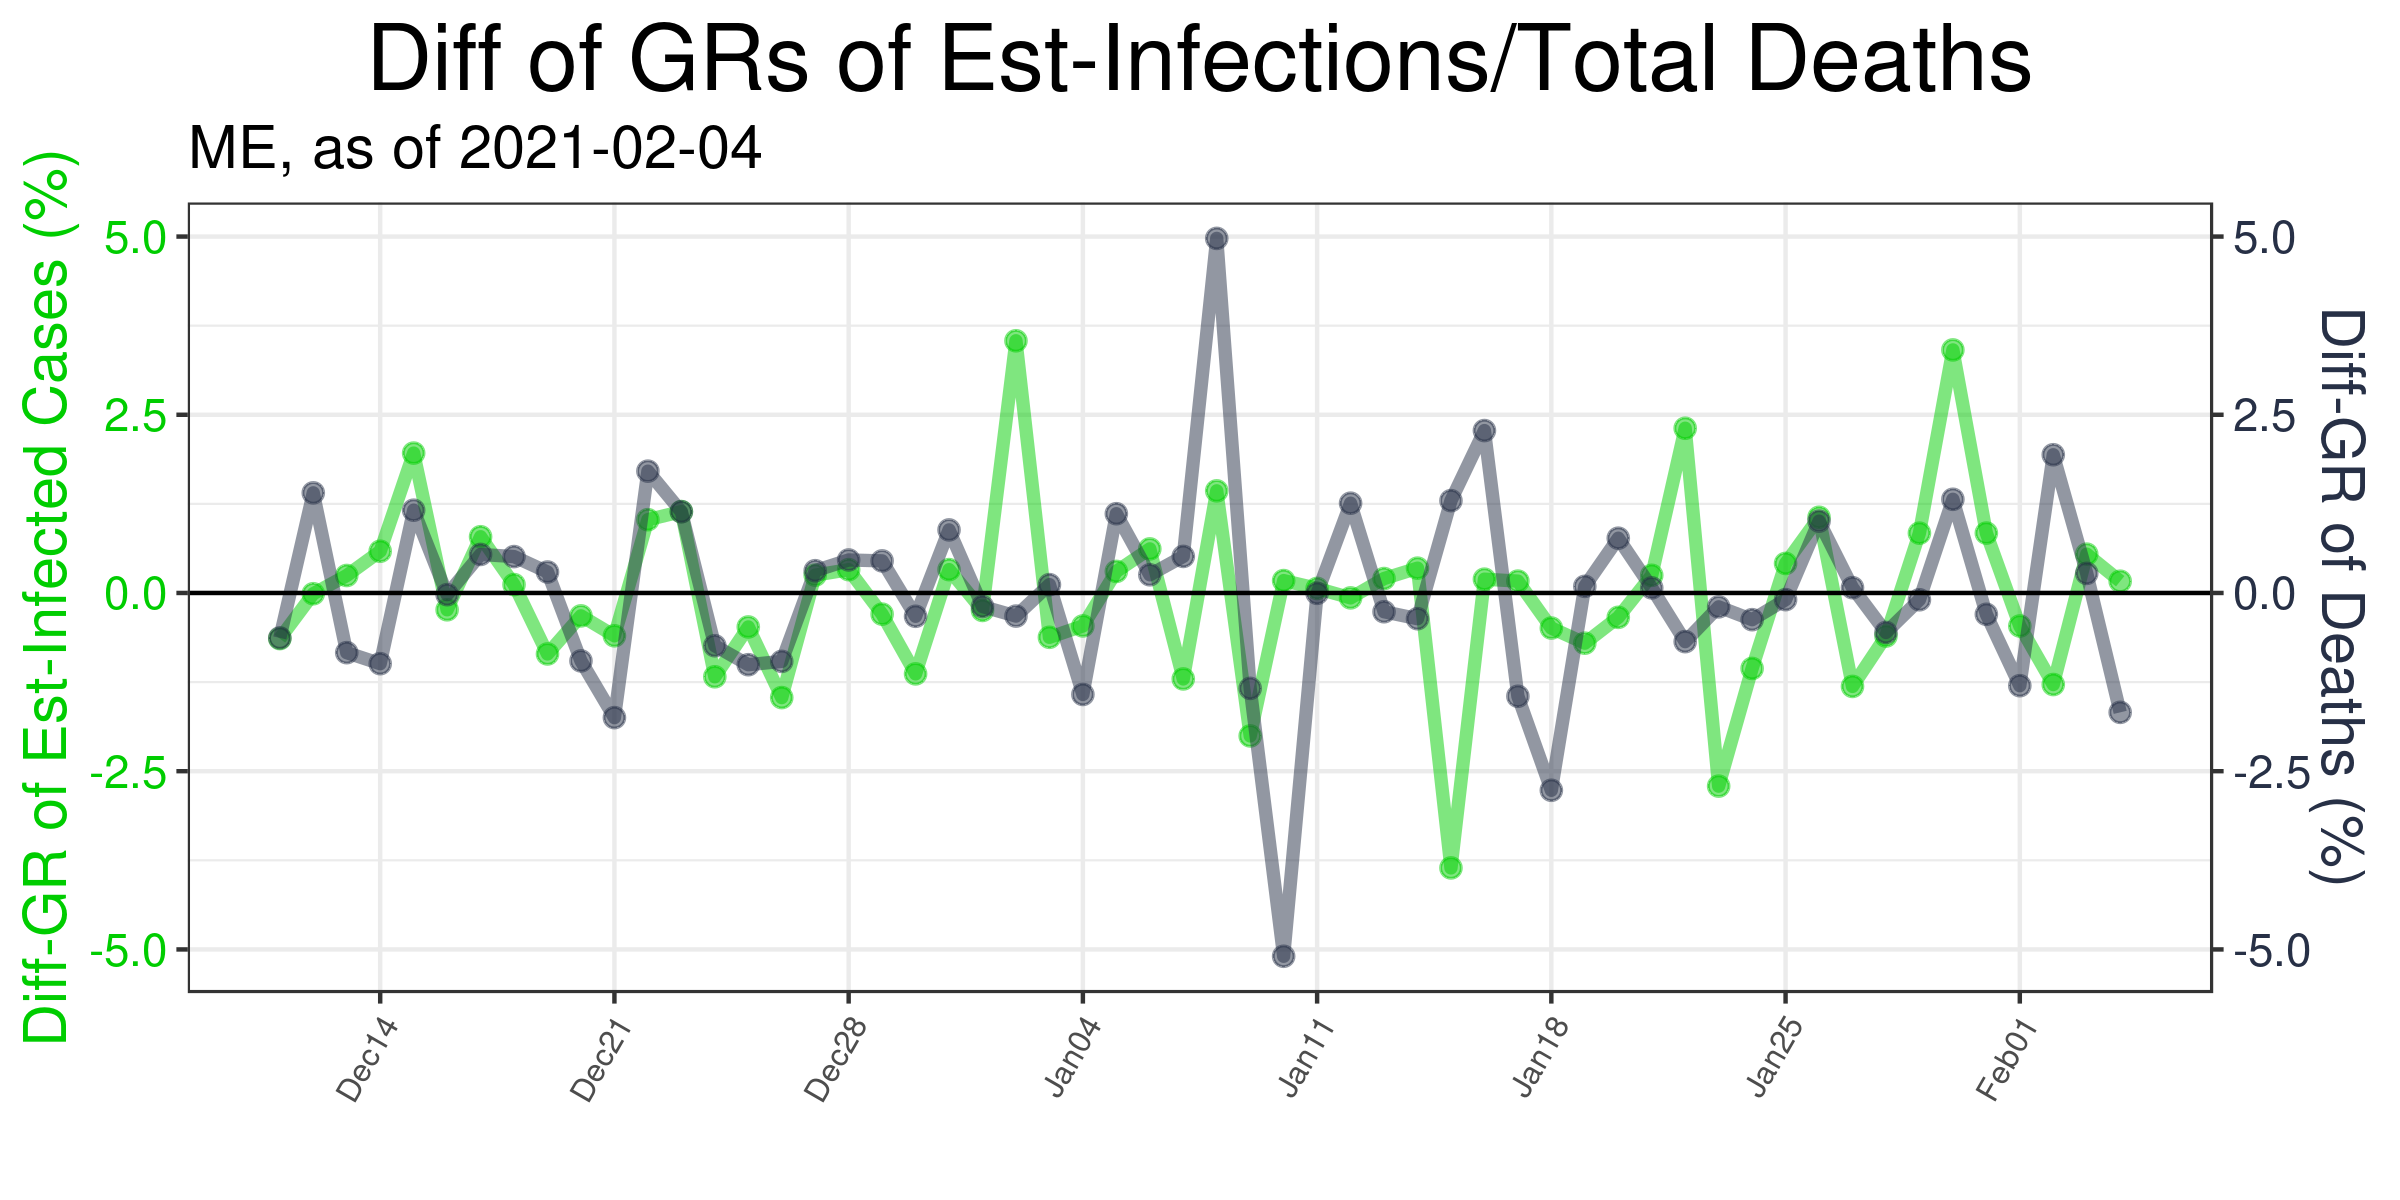 Diff of GRs of Est-Infections/Total Deaths
ME, as of 2021-02-04
Diff-GR of Est-Infected Cases (%)
5.0
2.5
0.0
-2.5
-5.0
5.0
2.5
0.0
-2.5
-5.0
Diff-GR of Deaths (%)
Dec14
Dec21
Dec28
Jan04
Jan11
Jan18
Jan25
Feb01